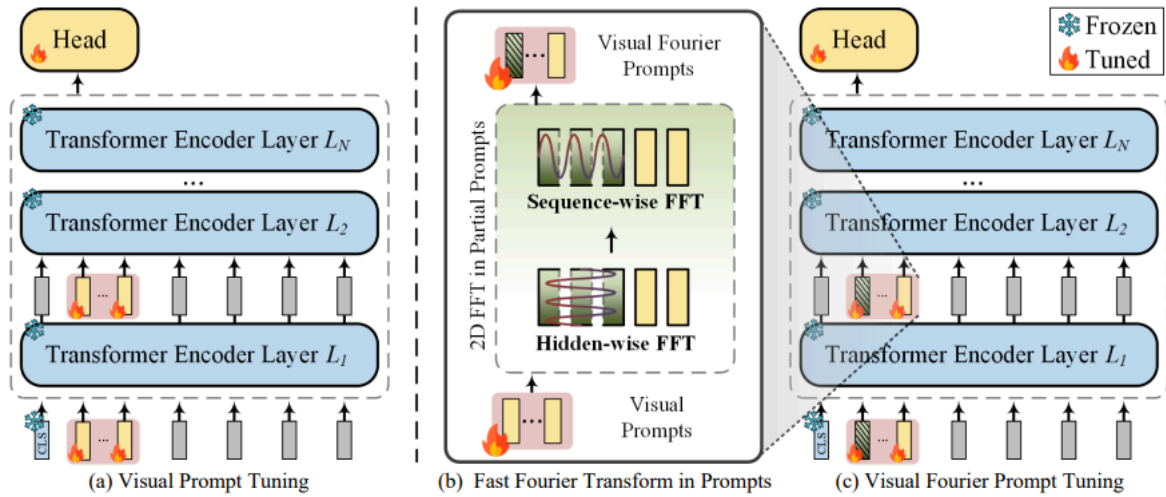 Head
Transformer Encoder Layer L_N
...
Transformer Encoder Layer L_2
...
Transformer Encoder Layer L_1
CLS
...
(a) Visual Prompt Tuning
Visual Fourier
Prompts
...
2D FFT in Partial Prompts
Sequence-wise FFT
Hidden-wise FFT
...
Visual
Prompts
(b) Fast Fourier Transform in Prompts
Head
Frozen
Tuned
Transformer Encoder Layer L_N
...
Transformer Encoder Layer L_2
...
Transformer Encoder Layer L_1
CLS
...
(c) Visual Fourier Prompt Tuning